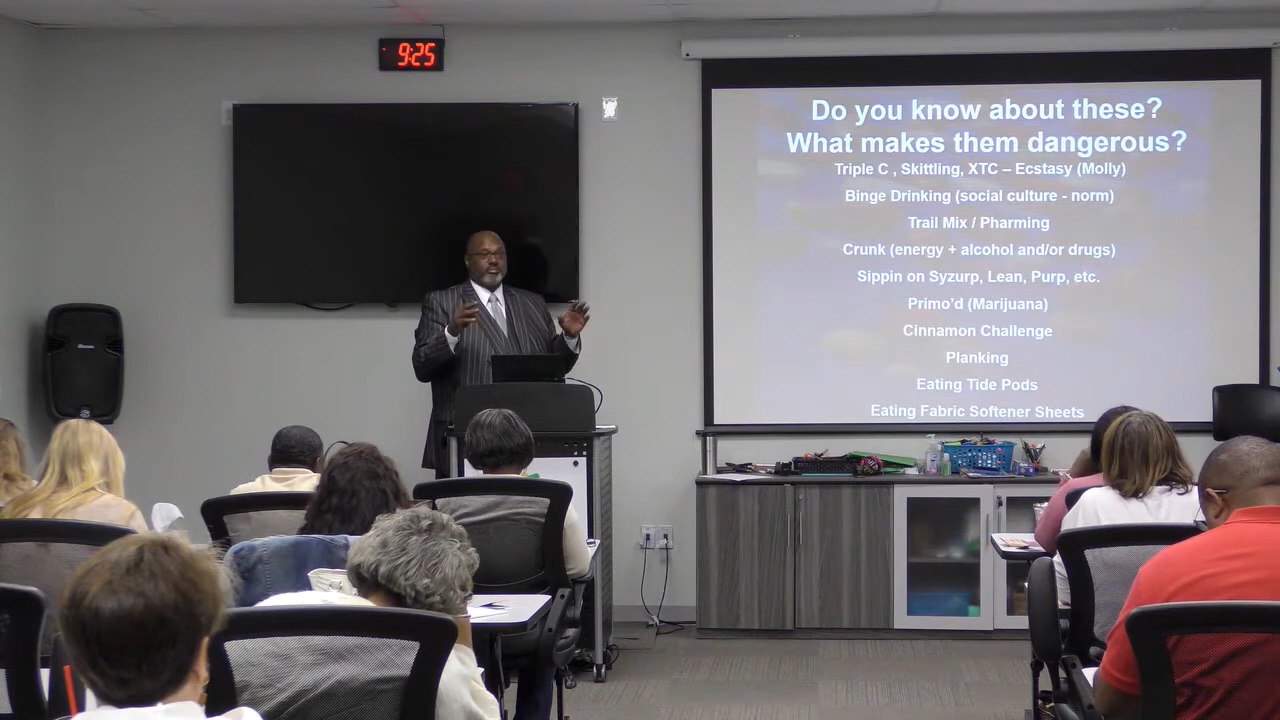 9:25
Do you know about these?
What makes them dangerous?
Triple C , Skittling, XTC – Ecstasy (Molly)
Binge Drinking (social culture - norm)
Trail Mix / Pharming
Crunk (energy + alcohol and/or drugs)
Sippin on Syzurp, Lean, Purp, etc.
Primo'd (Marijuana)
Cinnamon Challenge
Planking
Eating Tide Pods
Eating Fabric Softener Sheets